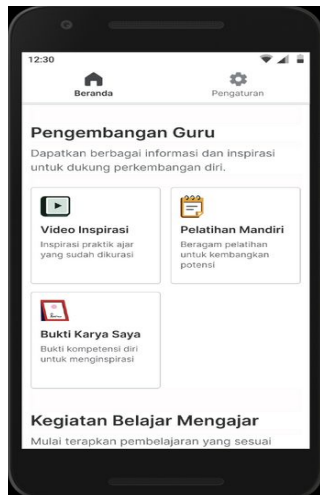 12:30
Beranda
Pengaturan
Pengembangan Guru
Dapatkan berbagai informasi dan inspirasi
untuk dukung perkembangan diri.
Video Inspirasi
Inspirasi praktik ajar
yang sudah dikurasi
Pelatihan Mandiri
Beragam pelatihan
untuk kembangkan
potensi
Bukti Karya Saya
Bukti kompetensi diri
untuk menginspirasi
Kegiatan Belajar Mengajar
Mulai terapkan pembelajaran yang sesuai